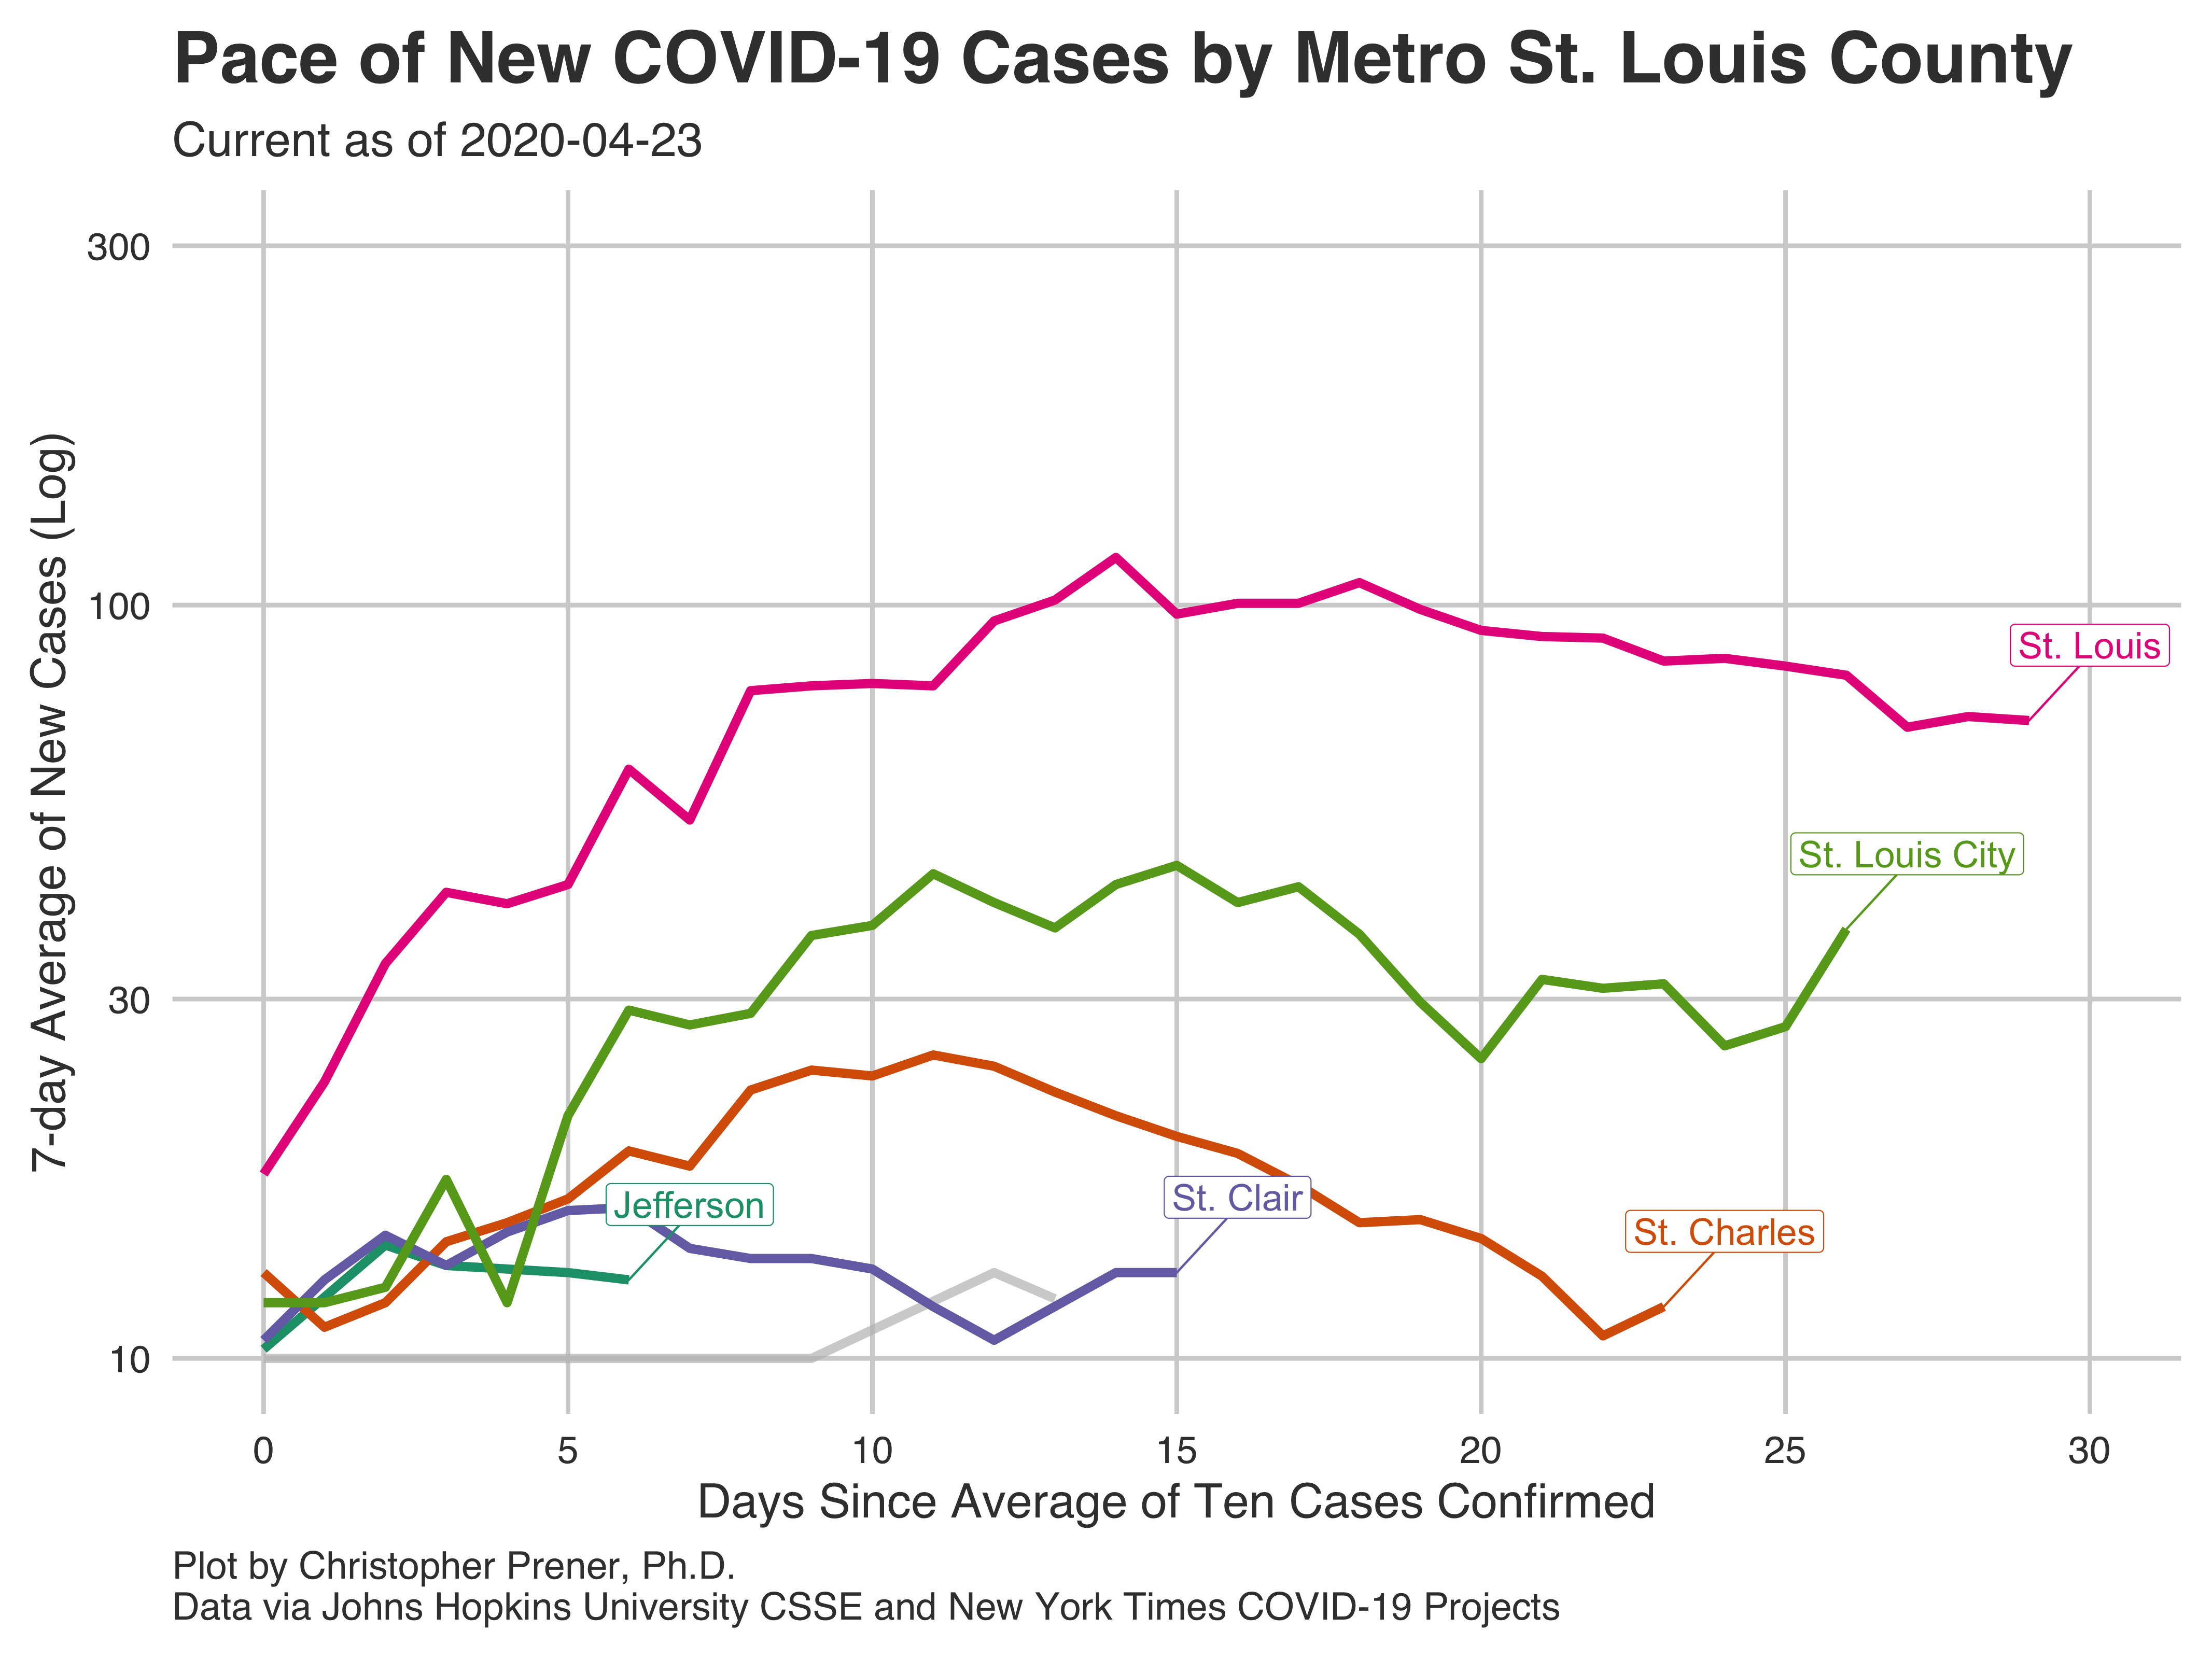 Pace of New COVID-19 Cases by Metro St. Louis County
Current as of 2020-04-23
7-day Average of New Cases (Log)
300
100
30
10
St. Louis
St. Louis City
Jefferson
St. Clair
St. Charles
0 5 10 15 20 25 30
Days Since Average of Ten Cases Confirmed
Plot by Christopher Prener, Ph.D.
Data via Johns Hopkins University CSSE and New York Times COVID-19 Projects